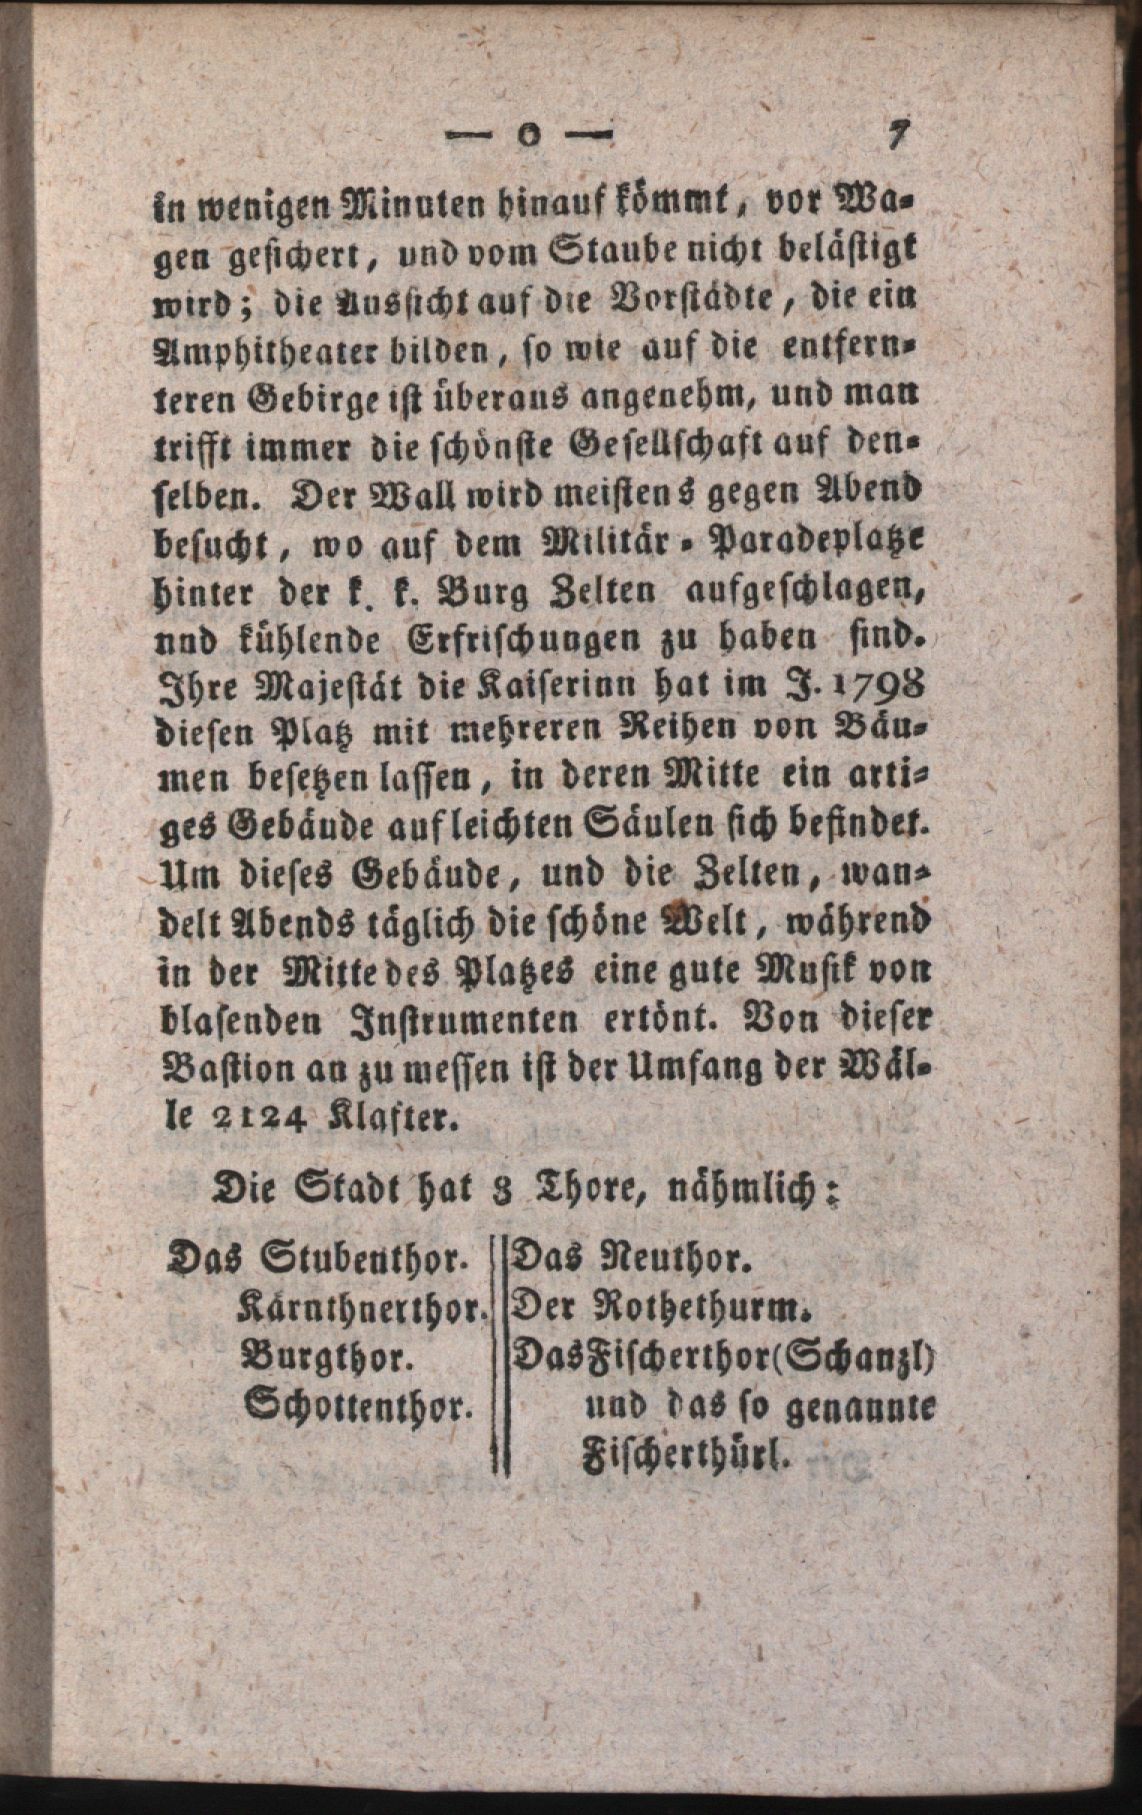 — o — 7
in wenigen Minuten hinauf kömmt, vor Wa-
gen gesichert, und vom Staube nicht belästigt
wird; die Aussicht auf die Vorstädte, die ein
Amphitheater bilden, so wie auf die entfern-
teren Gebirge ist überaus angenehm, und man
trifft immer die schönste Gesellschaft auf den-
selben. Der Wall wird meistens gegen Abend
besucht, wo auf dem Militär-Paradeplatze
hinter der k. k. Burg Zelten aufgeschlagen,
und kühlende Erfrischungen zu haben sind.
Ihre Majestät die Kaiserinn hat im J. 1798
diesen Platz mit mehreren Reihen von Bäu-
men besetzen lassen, in deren Mitte ein arti-
ges Gebäude auf leichten Säulen sich befindet.
Um dieses Gebäude, und die Zelten, wan-
delt Abends täglich die schöne Welt, während
in der Mitte des Platzes eine gute Musik von
blasenden Instrumenten ertönt. Von dieser
Bastion an zu messen ist der Umfang der Wäl-
le 2124 Klafter.
Die Stadt hat 8 Thore, nähmlich:
Das Stubenthor.
Kärnthnerthor.
Burgthor.
Schottenthor.
Das Neuthor.
Der Rothethurm.
Das Fischerthor (Schanzl)
und das so genannte
Fischerthürl.